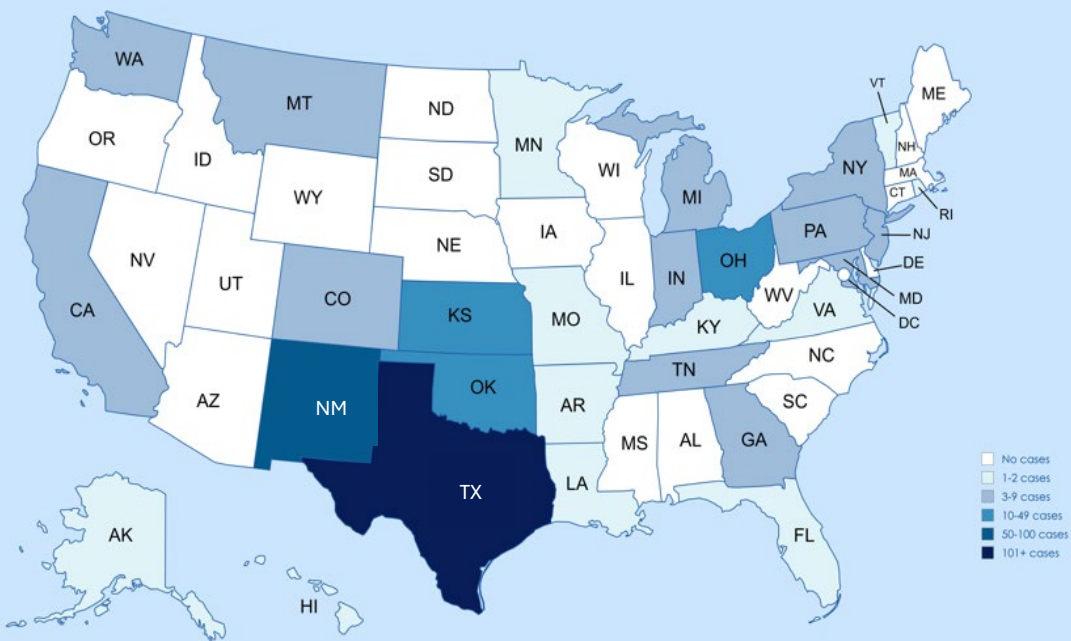 WA
MT
ND
MN
VT
ME
OR
ID
SD
WI
NH
NY
MA
MI
CT
WY
RI
IA
PA
NJ
NE
NV
UT
IL
IN
OH
DE
CO
WV
MD
CA
KS
MO
KY
VA
DC
NC
TN
AZ
NM
OK
AR
SC
MS
AL
GA
TX
LA
AK
FL
HI
No cases
1-2 cases
3-9 cases
10-49 cases
50-100 cases
101+ cases